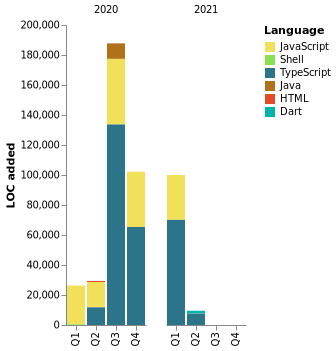 2020 2021
Language
JavaScript
Shell
TypeScript
Java
HTML
Dart
LOC added
200,000
180,000
160,000
140,000
120,000
100,000
80,000
60,000
40,000
20,000
0
Q1 Q2 Q3 Q4 Q1 Q2 Q3 Q4